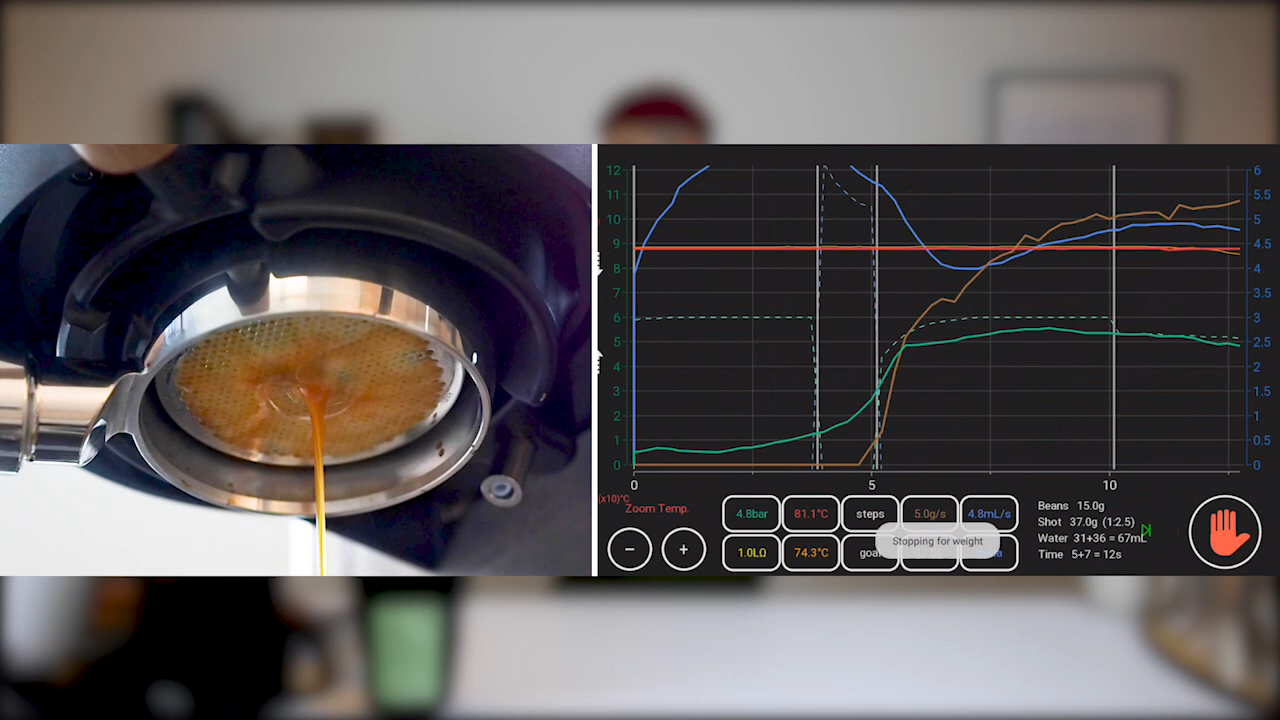 12
11
10
9
8
7
6
5
4
3
2
1
0
6
5.5
5
4.5
4
3.5
3
2.5
2
1.5
1
0.5
0
0 5 10
(x10)°C
Zoom Temp.
− +
4.8bar 81.1°C steps 5.0g/s 4.8mL/s
1.0LΩ 74.3°C goal
Stopping for weight
Beans 15.0g
Shot 37.0g (1:2.5)
Water 31+36 = 67mL
Time 5+7 = 12s